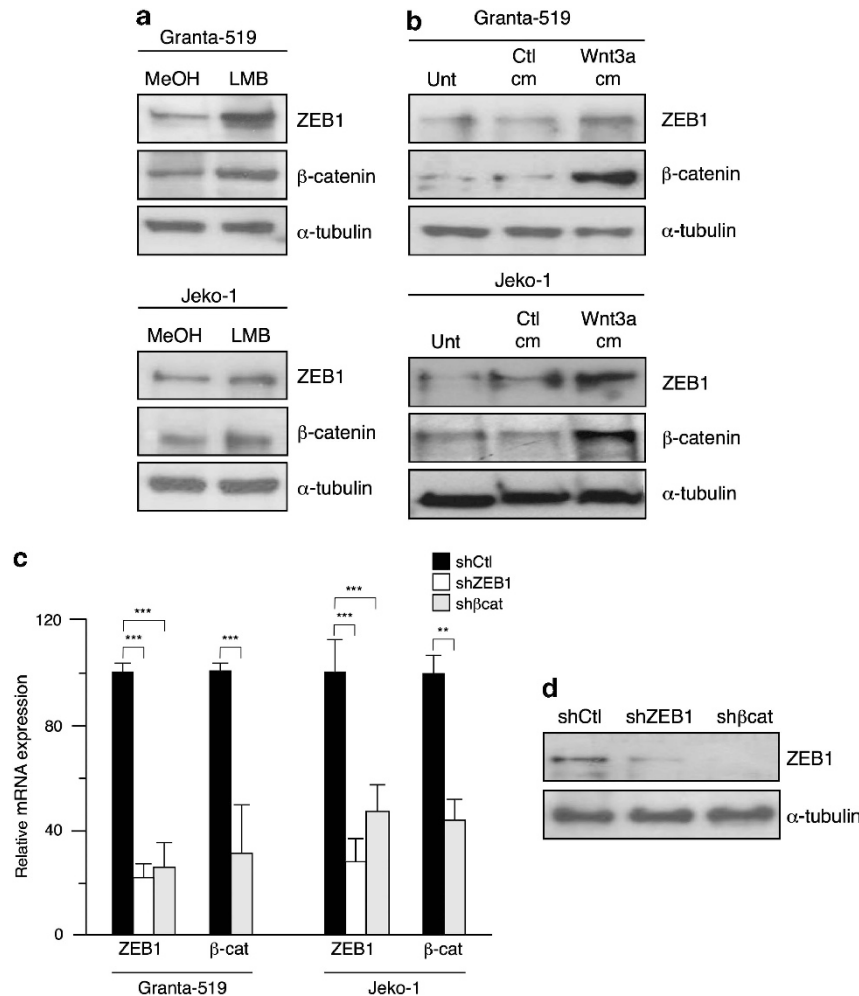 a
Granta-519
MeOH LMB
ZEB1
β-catenin
α-tubulin
Jeko-1
MeOH LMB
ZEB1
β-catenin
α-tubulin
b
Granta-519
Unt Ctl cm Wnt3a cm
ZEB1
β-catenin
α-tubulin
Jeko-1
Unt Ctl cm Wnt3a cm
ZEB1
β-catenin
α-tubulin
c
shCtl
shZEB1
shβcat
Relative mRNA expression
120
80
40
0
*** *** *** *** *** **
ZEB1 β-cat ZEB1 β-cat
Granta-519 Jeko-1
d
shCtl shZEB1 shβcat
ZEB1
α-tubulin